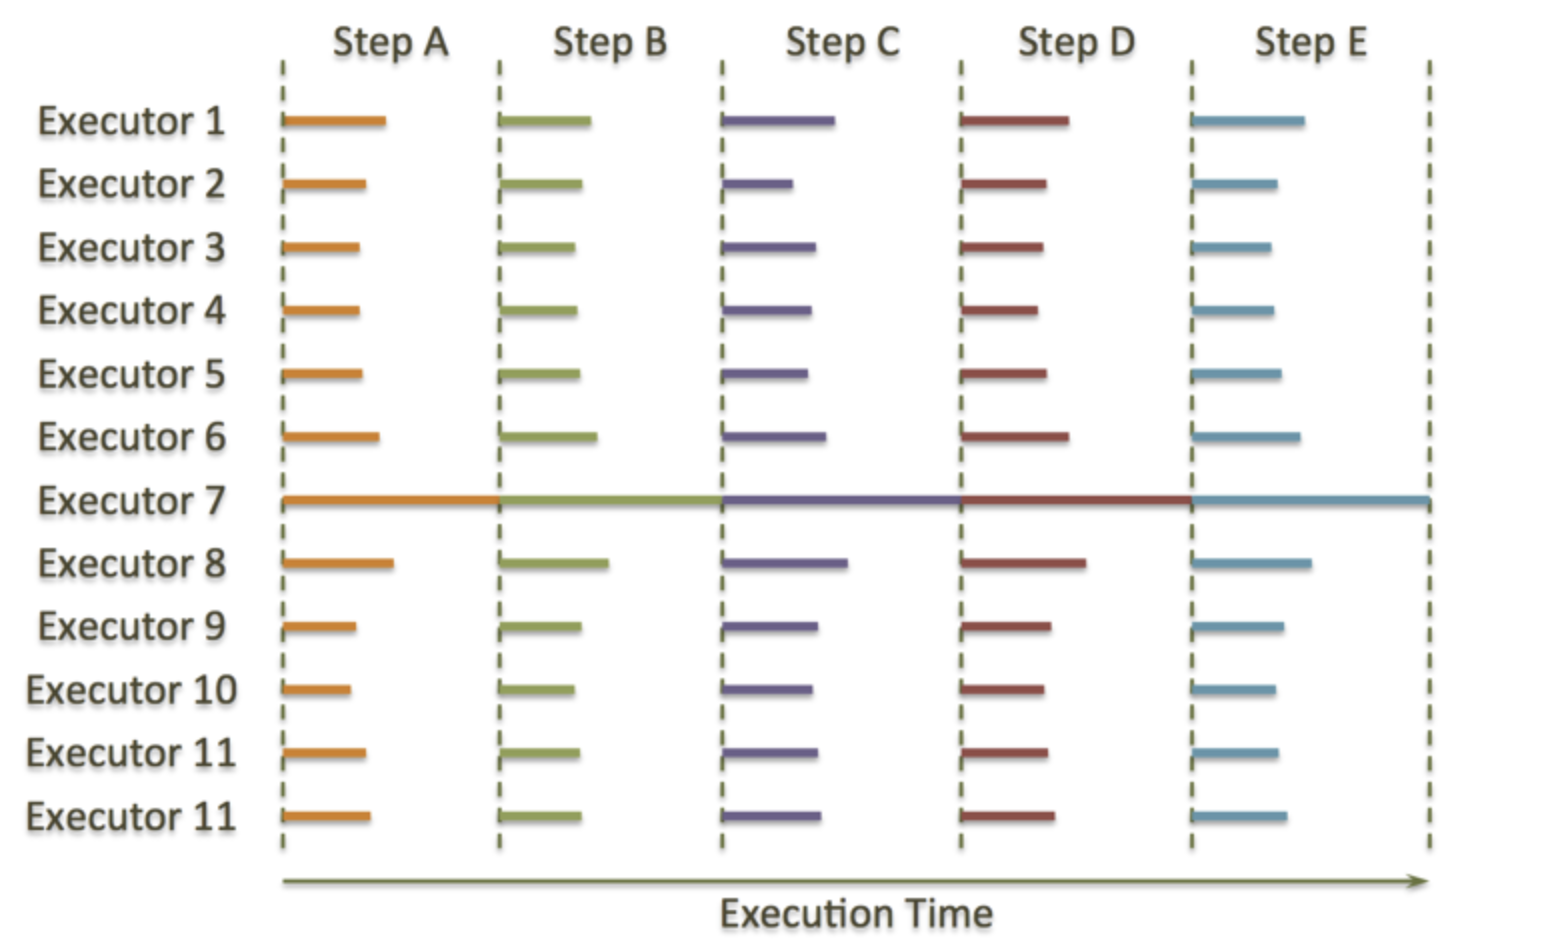 Step A Step B Step C Step D Step E
Executor 1
Executor 2
Executor 3
Executor 4
Executor 5
Executor 6
Executor 7
Executor 8
Executor 9
Executor 10
Executor 11
Executor 11
Execution Time